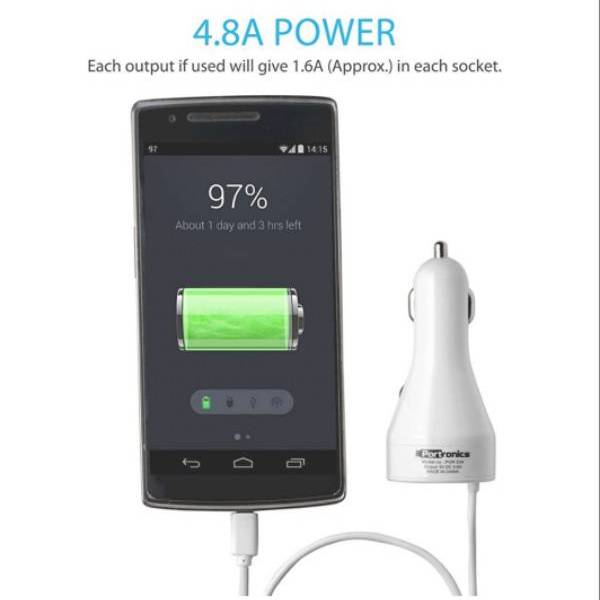 4.8A POWER
Each output if used will give 1.6A (Approx.) in each socket.
97
14:15
97%
About 1 day and 3 hrs left
Portronics